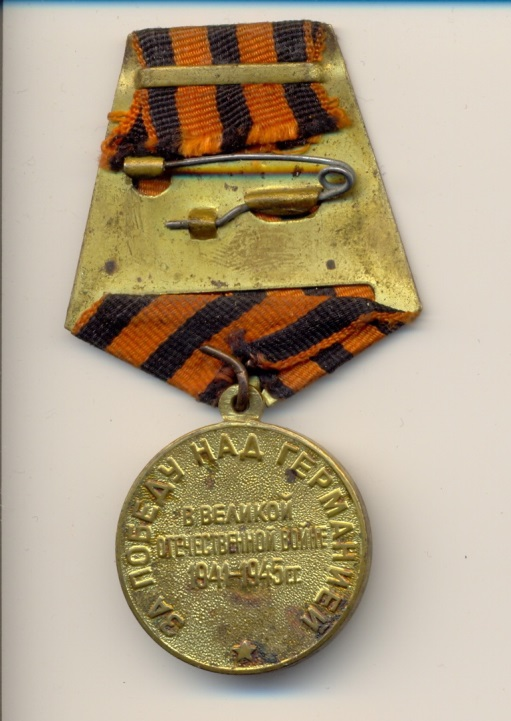 ЗА ПОБЕДУ НАД ГЕРМАНИЕЙ
В ВЕЛИКОЙ
ОТЕЧЕСТВЕННОЙ ВОЙНЕ
1941–1945 гг